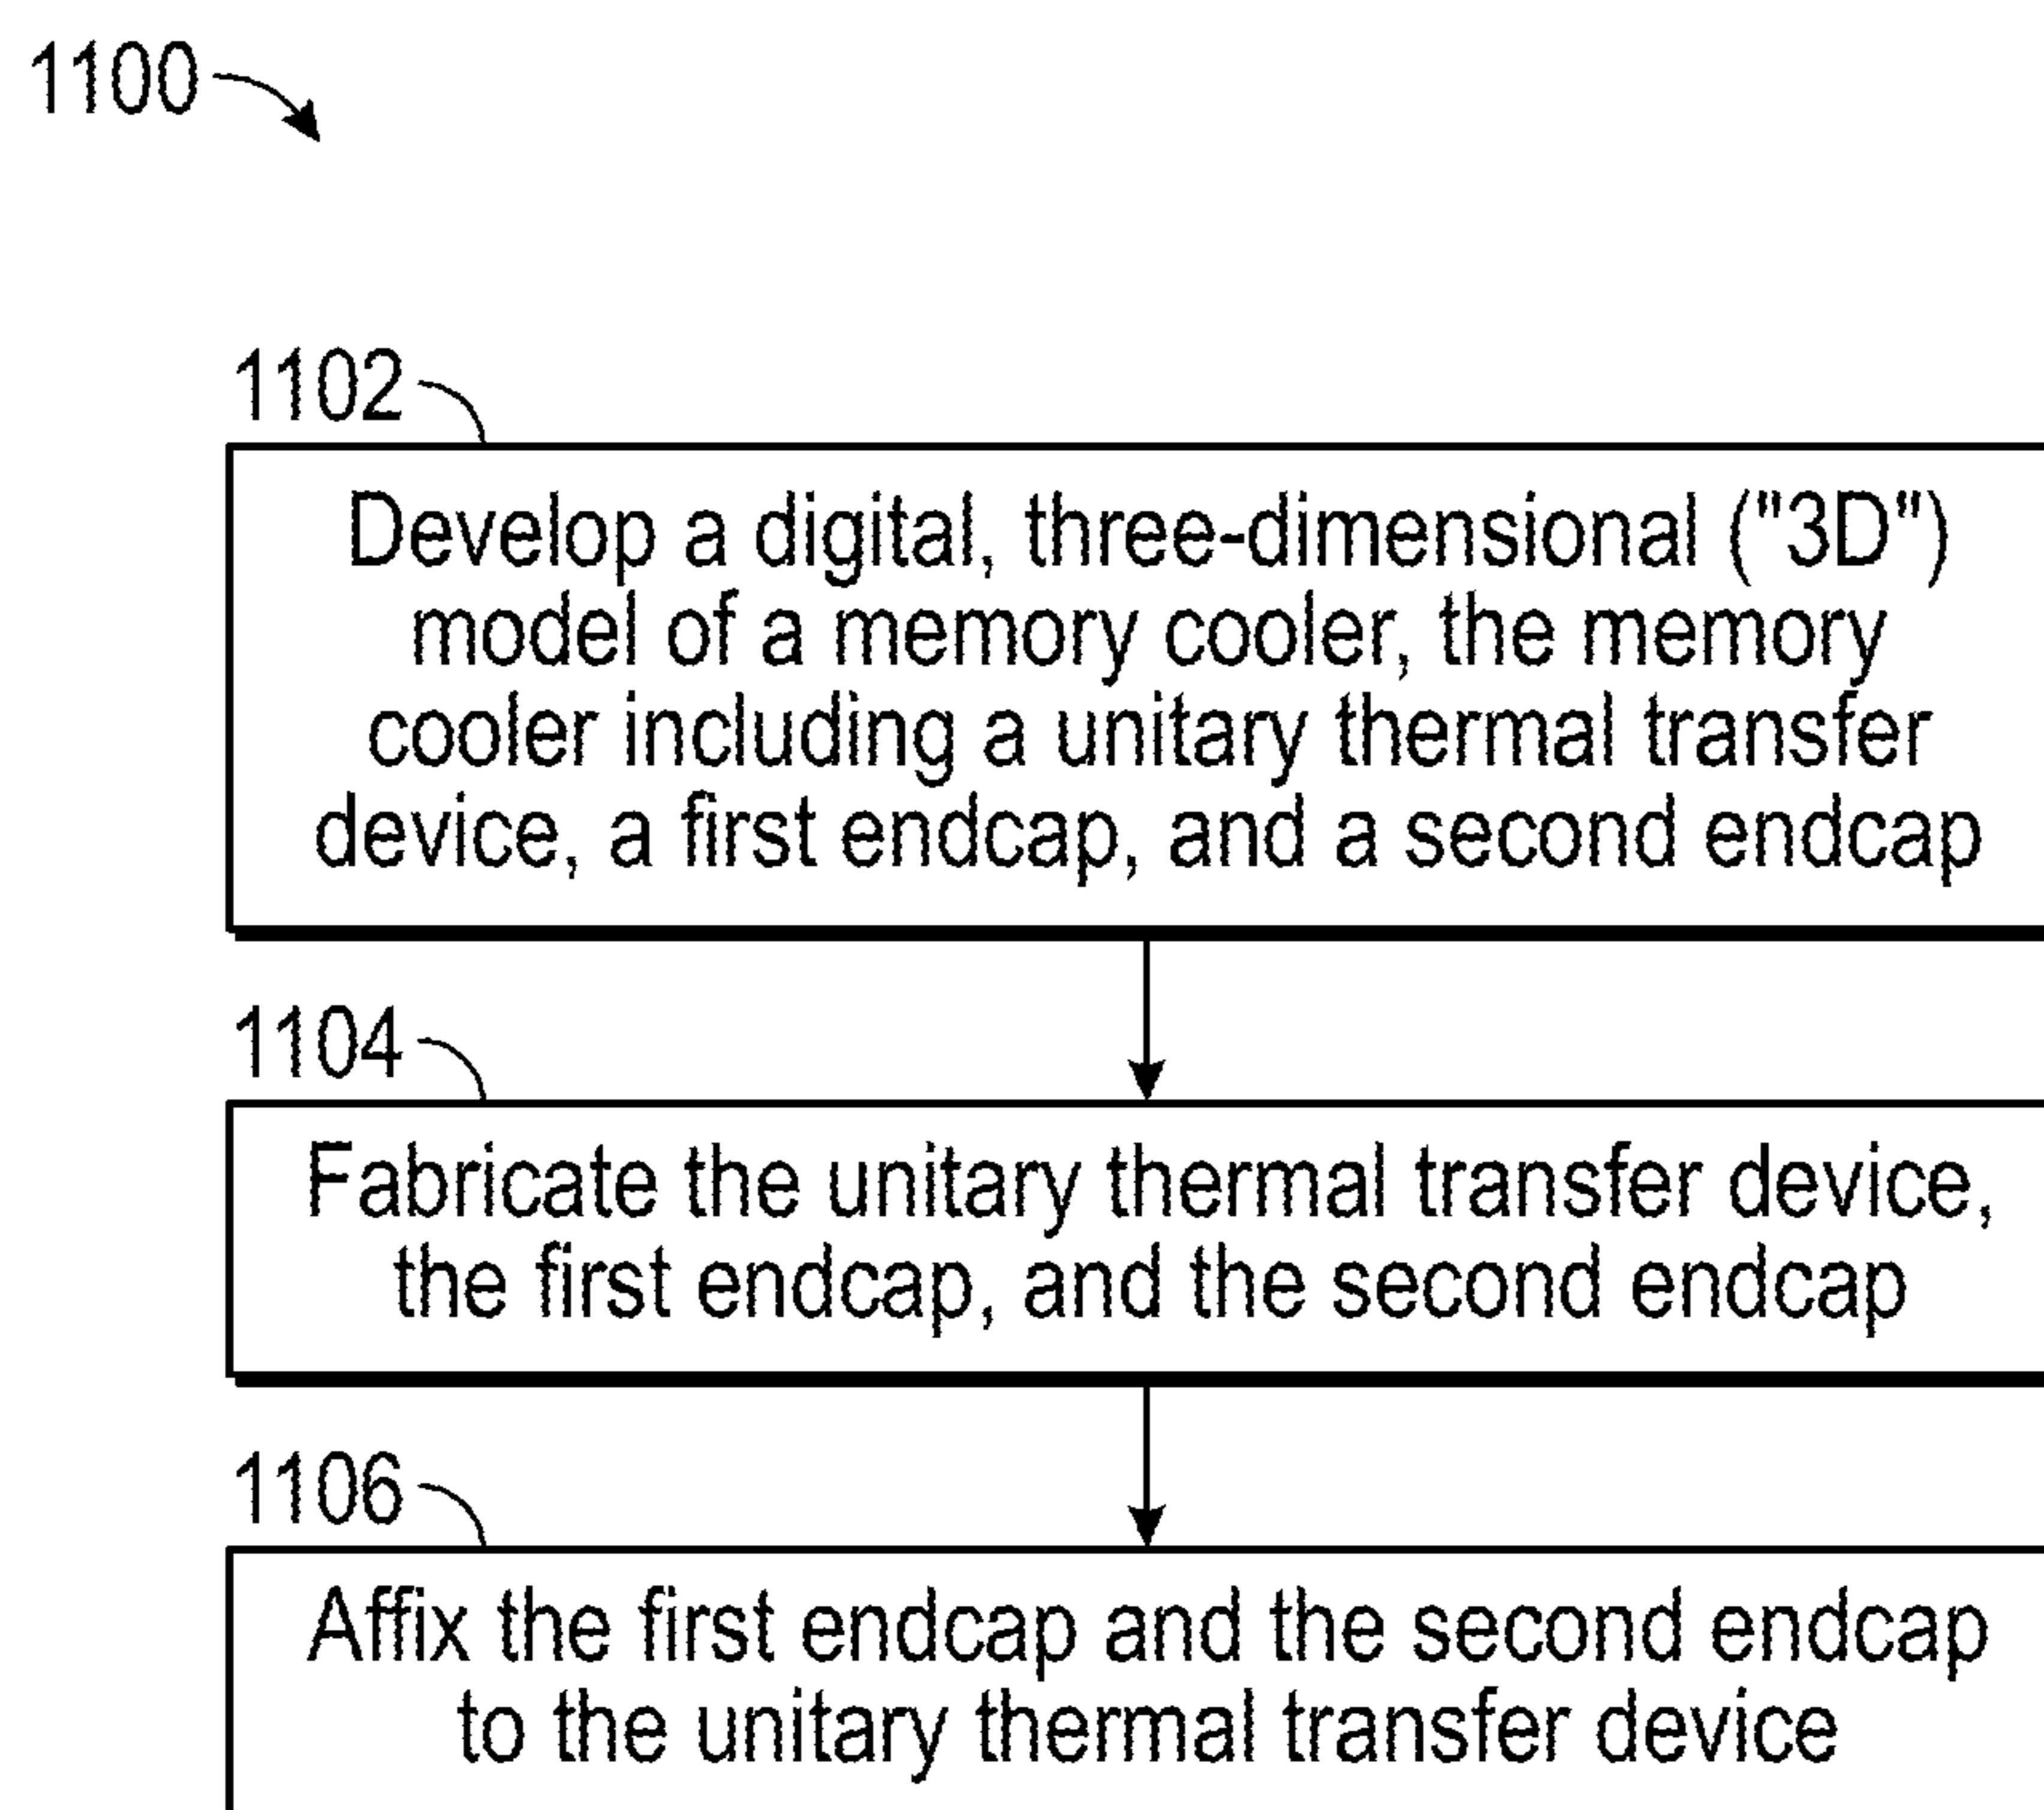 1100
1102
Develop a digital, three-dimensional ("3D")
model of a memory cooler, the memory
cooler including a unitary thermal transfer
device, a first endcap, and a second endcap
1104
Fabricate the unitary thermal transfer device,
the first endcap, and the second endcap
1106
Affix the first endcap and the second endcap
to the unitary thermal transfer device